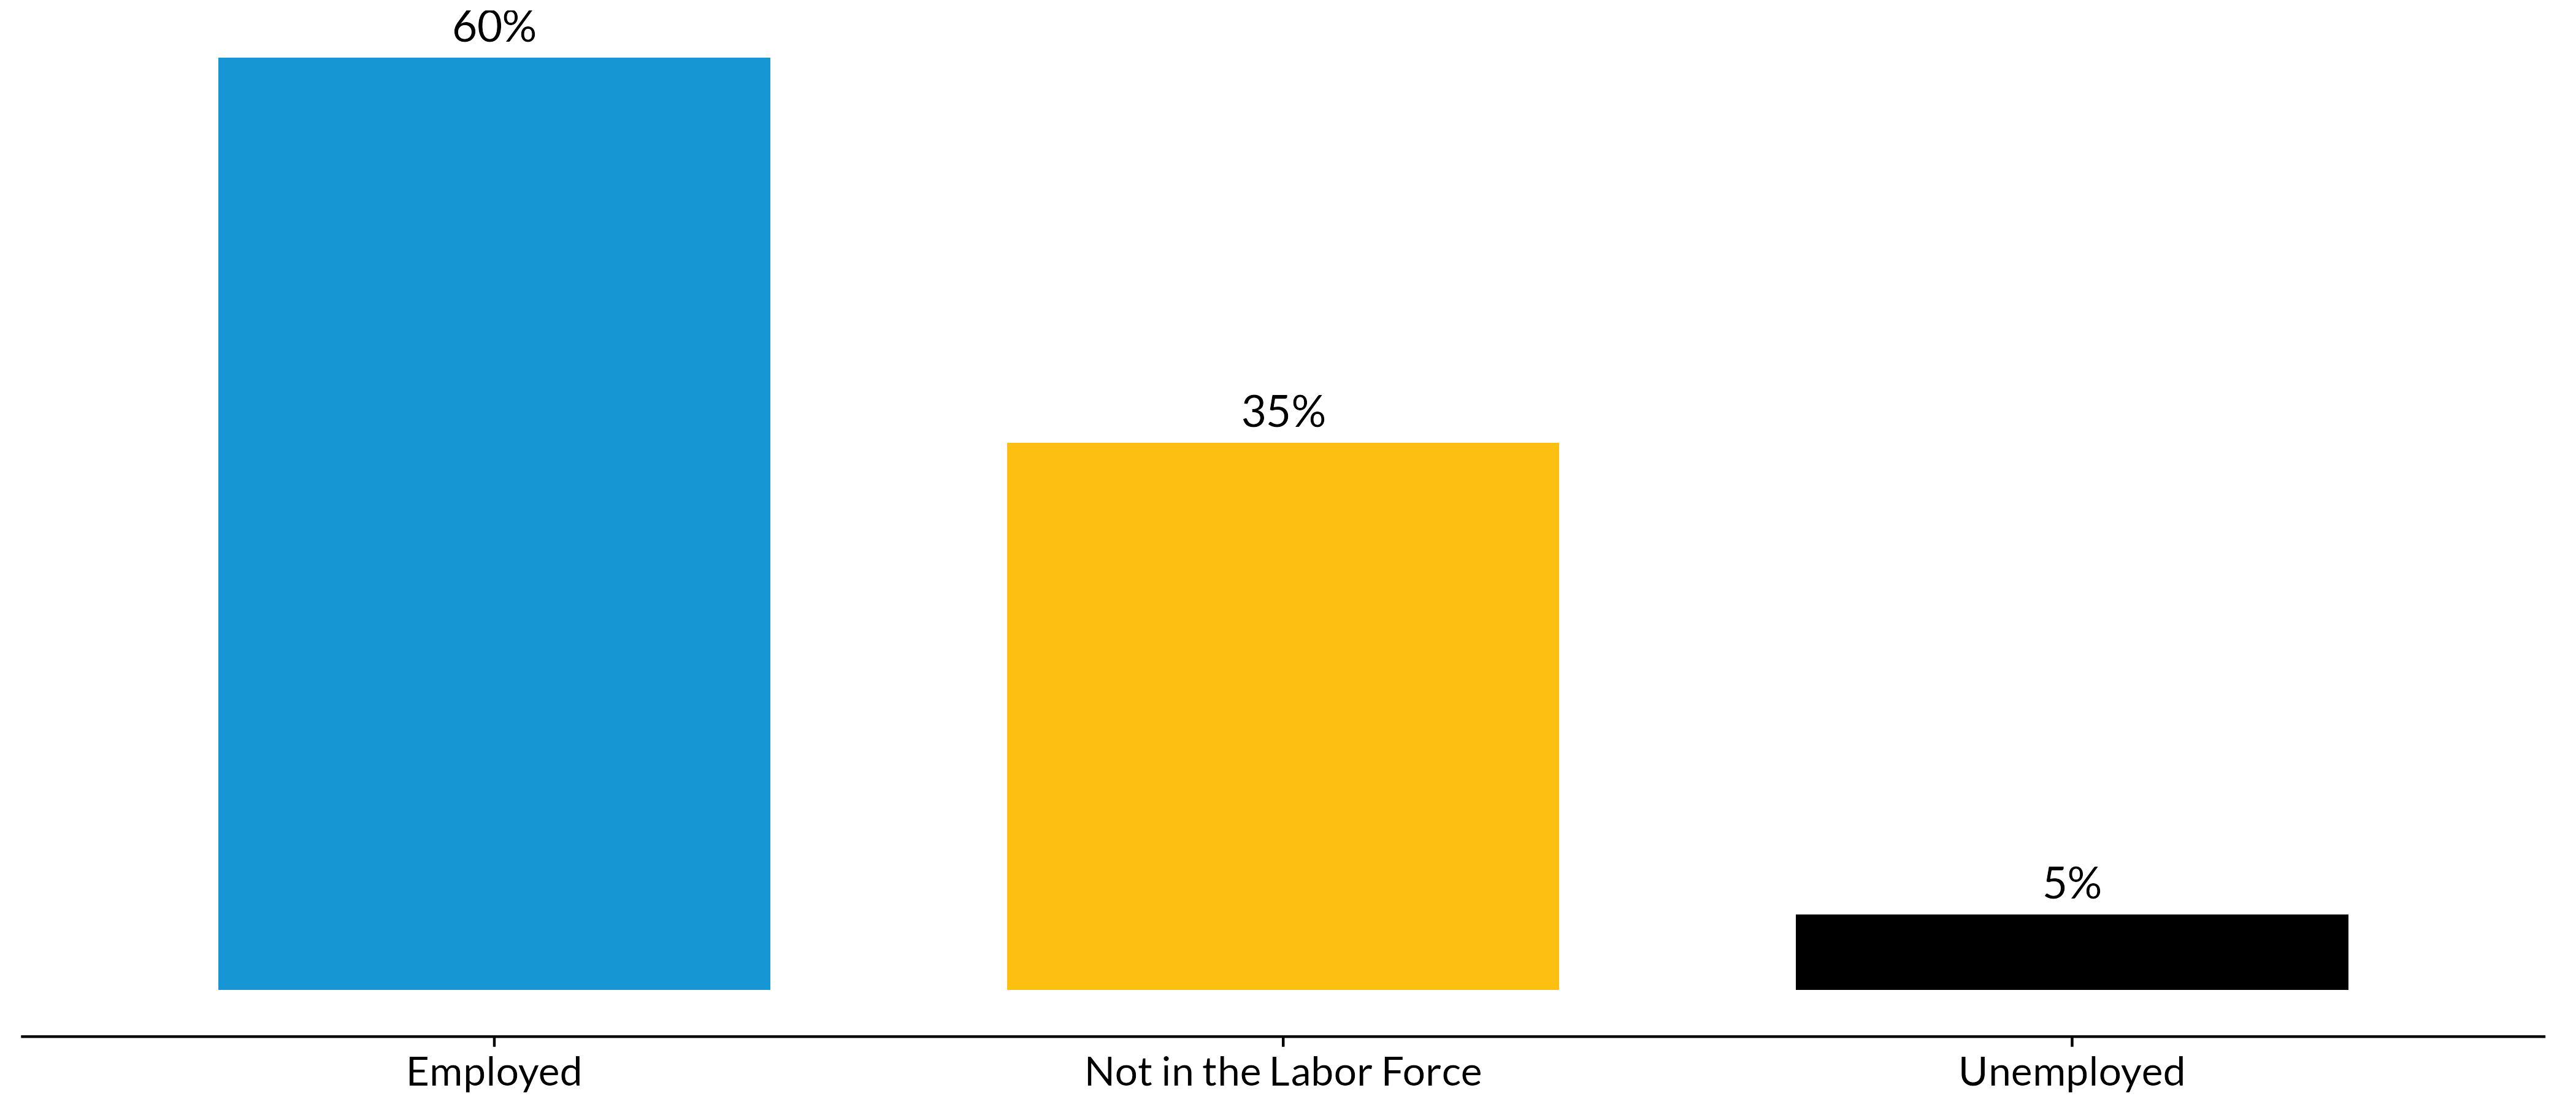 60%
35%
5%
Employed
Not in the Labor Force
Unemployed